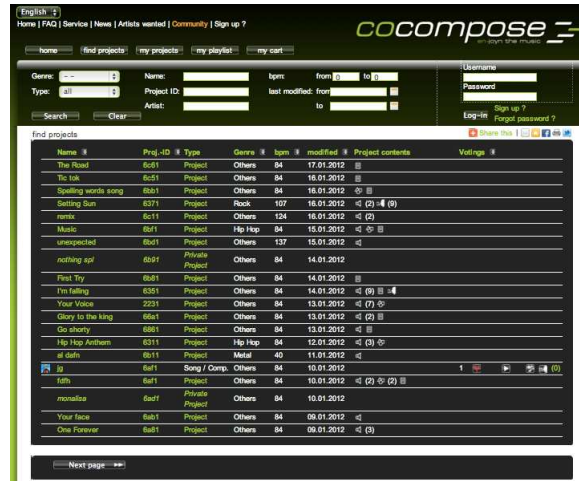 English
Home | FAQ | Service | News | Artists wanted | Community | Sign up ?
cocompose
enjoyn the music
home find projects my projects my playlist my cart
Username
Genre: - - Name: bpm: from 0 to 0
Password
Type: all Project ID: last modified: from
Artist: to
Sign up ?
Search Clear Log-in Forgot password ?
find projects Share this |
Name Proj.-ID Type Genre bpm modified Project contents Votings
The Road 6c61 Project Others 84 17.01.2012
Tic tok 6c51 Project Others 84 16.01.2012
Spelling words song 6bb1 Project Others 84 16.01.2012
Setting Sun 6371 Project Rock 107 16.01.2012 (2) (9)
remix 6c11 Project Others 124 16.01.2012 (2)
Music 6bf1 Project Hip Hop 84 15.01.2012
unexpected 6bd1 Project Others 137 15.01.2012
nothing spl 6b91 Private Project Others 84 14.01.2012
First Try 6b81 Project Others 84 14.01.2012
I'm falling 6351 Project Others 84 14.01.2012 (9)
Your Voice 2231 Project Others 84 13.01.2012 (7)
Glory to the king 66a1 Project Others 84 13.01.2012 (2)
Go shorty 6861 Project Others 84 13.01.2012
Hip Hop Anthem 6311 Project Hip Hop 84 12.01.2012 (3)
al dafn 6b11 Project Metal 40 11.01.2012
jg 6af1 Song / Comp. Others 84 10.01.2012 1 (0)
fdfh 6af1 Project Others 84 10.01.2012 (2) (2)
monalisa 6ad1 Private Project Others 84 10.01.2012
Your face 6ab1 Project Others 84 09.01.2012
One Forever 6a81 Project Others 84 09.01.2012 (3)
Next page